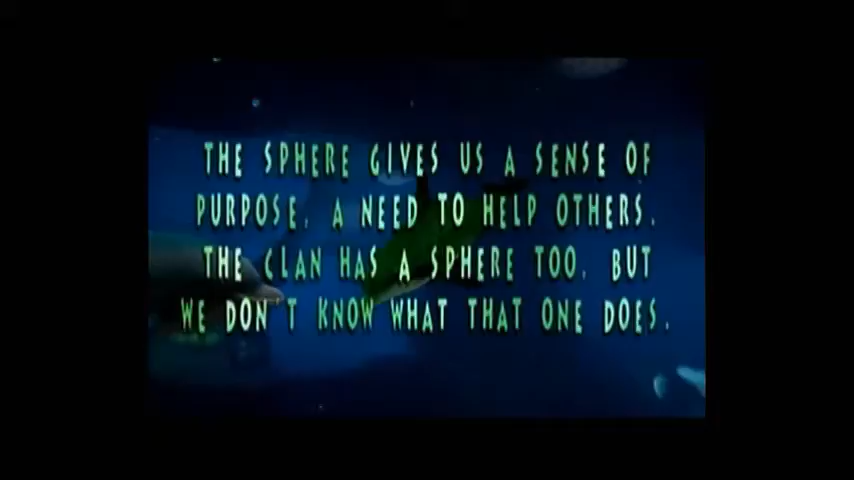 THE SPHERE GIVES US A SENSE OF
PURPOSE. A NEED TO HELP OTHERS.
THE CLAN HAS A SPHERE TOO. BUT
WE DON'T KNOW WHAT THAT ONE DOES.